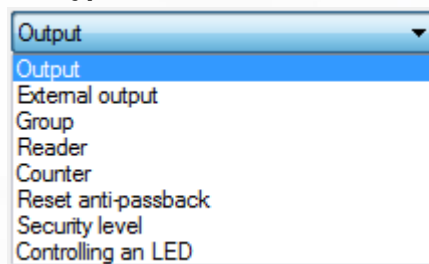 Output
Output
External output
Group
Reader
Counter
Reset anti-passback
Security level
Controlling an LED